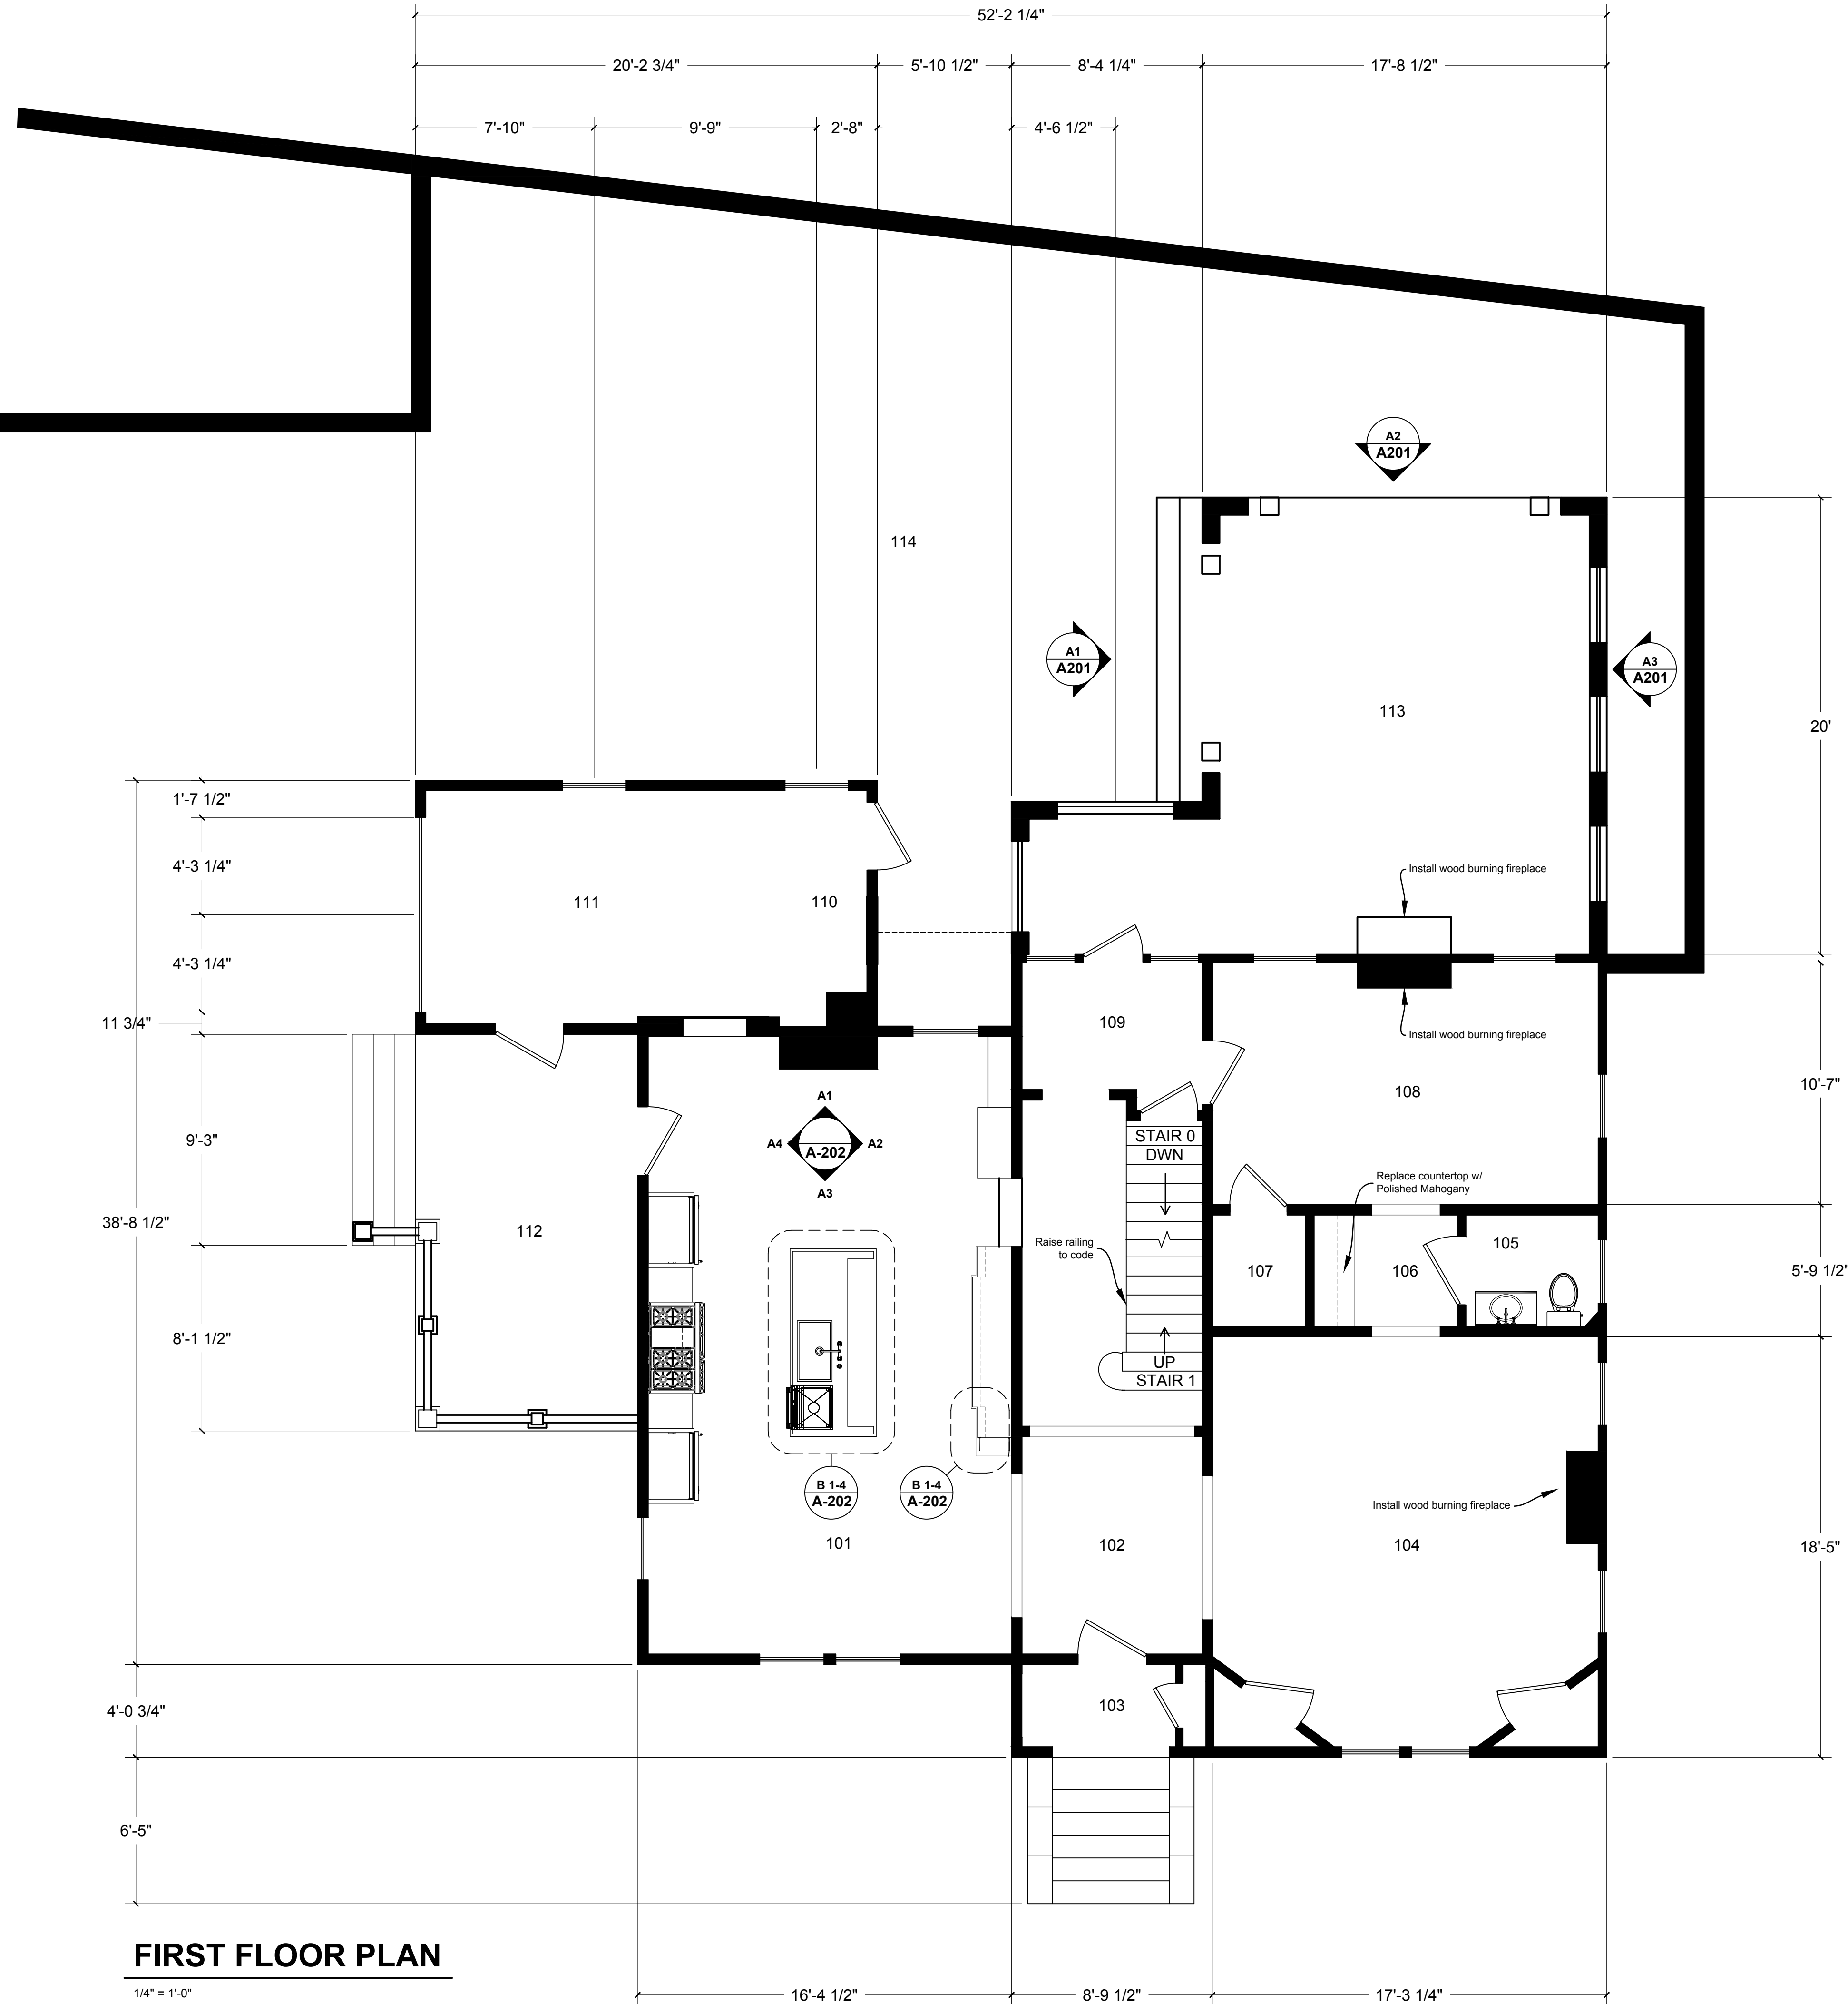 52'-2 1/4"
20'-2 3/4"
5'-10 1/2"
8'-4 1/4"
17'-8 1/2"
7'-10"
9'-9"
2'-8"
4'-6 1/2"
A2
A201
114
A1
A201
A3
A201
113
20'
1'-7 1/2"
4'-3 1/4"
Install wood burning fireplace
111
110
4'-3 1/4"
11 3/4"
109
Install wood burning fireplace
108
10'-7"
A1
A4
A-202
A2
A3
STAIR 0
DWN
9'-3"
Replace countertop w/
Polished Mahogany
38'-8 1/2"
112
Raise railing
to code
107
106
105
5'-9 1/2"
8'-1 1/2"
UP
STAIR 1
B 1-4
A-202
B 1-4
A-202
Install wood burning fireplace
101
102
104
18'-5"
103
4'-0 3/4"
6'-5"
FIRST FLOOR PLAN
1/4" = 1'-0"
16'-4 1/2"
8'-9 1/2"
17'-3 1/4"